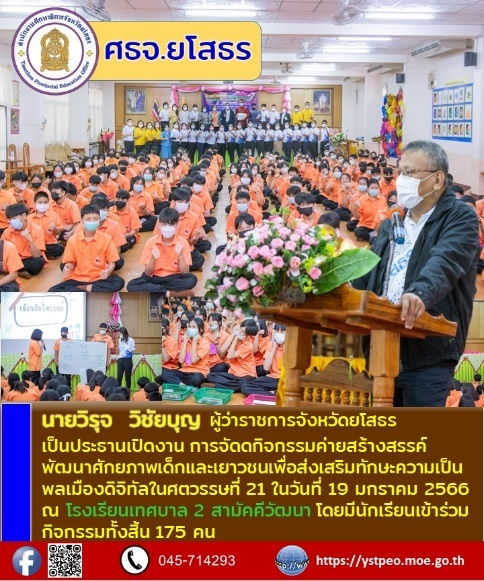 สำนักงานศึกษาธิการจังหวัดยโสธร
Yasothon Provincial Education Office
ศธจ.ยโสธร
นายวิรุจ วิชัยบุญ ผู้ว่าราชการจังหวัดยโสธร
เป็นประธานเปิดงาน การจัดดกิจกรรมค่ายสร้างสรรค์
พัฒนาศักยภาพเด็กและเยาวชนเพื่อส่งเสริมทักษะความเป็น
พลเมืองดิจิทัลในศตวรรษที่ 21 ในวันที่ 19 มกราคม 2566
ณ โรงเรียนเทศบาล 2 สามัคคีวัฒนา โดยมีนักเรียนเข้าร่วม
กิจกรรมทั้งสิ้น 175 คน
045-714293
https://ystpeo.moe.go.th